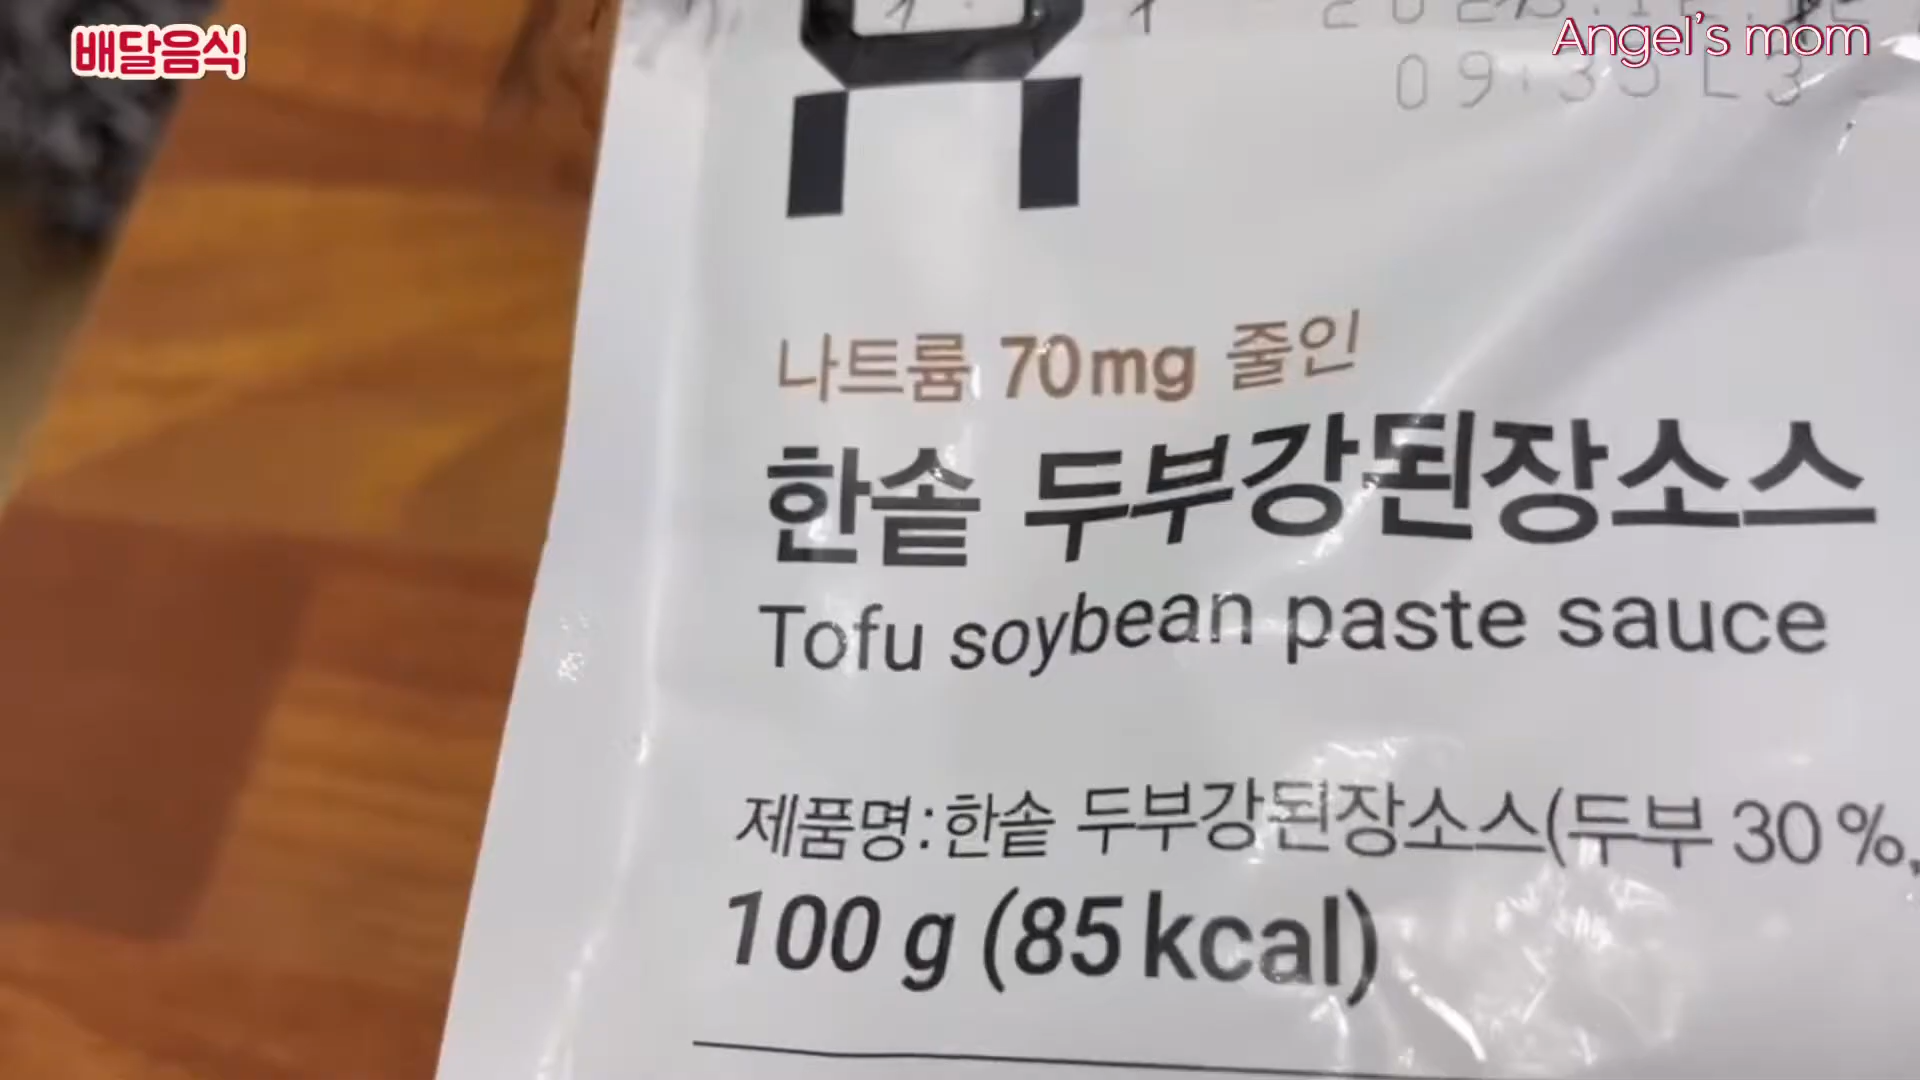 배달음식
Angel's mom
나트륨 70mg 줄인
한솥 두부강된장소스
Tofu soybean paste sauce
제품명:한솥 두부강된장소스(두부 30%,
100 g (85 kcal)